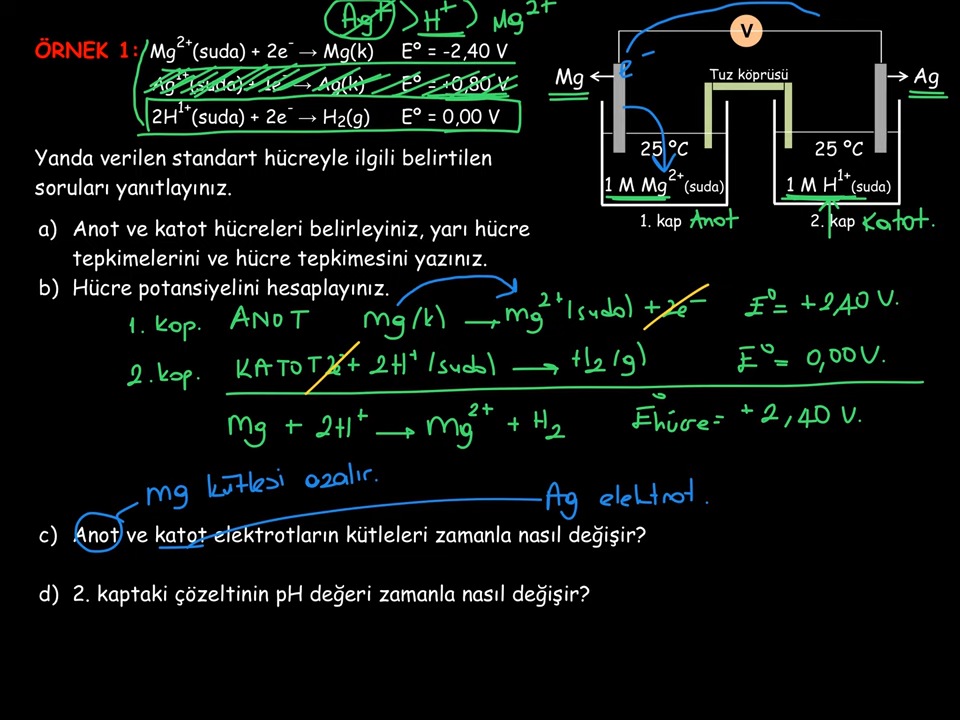 Ag⁺ > H⁺ > Mg²⁺
ÖRNEK 1: Mg²⁺(suda) + 2e⁻ → Mg(k) E° = -2,40 V
Ag¹⁺(suda) + 1e⁻ → Ag(k) E° = +0,80 V
2H¹⁺(suda) + 2e⁻ → H₂(g) E° = 0,00 V
Yanda verilen standart hücreyle ilgili belirtilen
soruları yanıtlayınız.
V
e⁻
Mg
Tuz köprüsü
Ag
25 °C
25 °C
1 M Mg²⁺(suda)
1 M H¹⁺(suda)
1. kap Anot
2. kap Katot.
a) Anot ve katot hücreleri belirleyiniz, yarı hücre
tepkimelerini ve hücre tepkimesini yazınız.
b) Hücre potansiyelini hesaplayınız.
1. kap. ANOT mg(k) → mg²⁺(suda) + 2e⁻ E° = +2,40 V.
2. kap. KATOT 2e⁻ + 2H⁺(suda) → H₂(g) E° = 0,00 V.
Mg + 2H⁺ → Mg²⁺ + H₂ E°hücre = +2,40 V.
mg kütlesi azalır.
Ag elektrot.
c) Anot ve katot elektrotların kütleleri zamanla nasıl değişir?
d) 2. kaptaki çözeltinin pH değeri zamanla nasıl değişir?